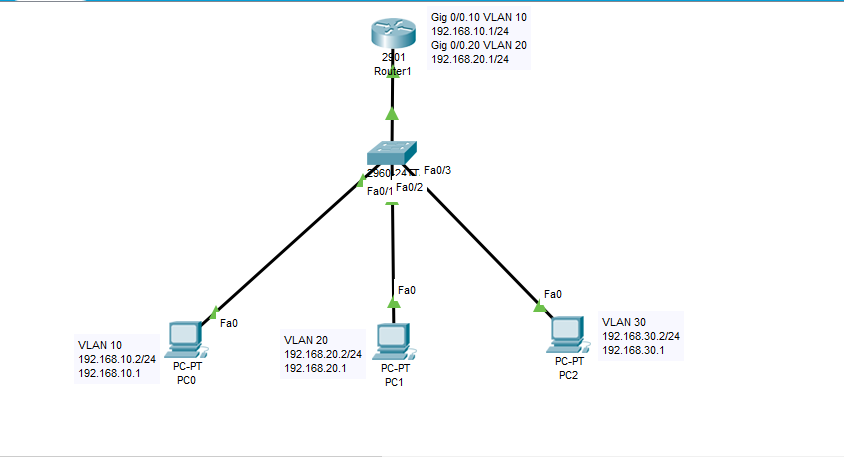 Gig 0/0.10 VLAN 10
192.168.10.1/24
Gig 0/0.20 VLAN 20
192.168.20.1/24
2901
Router1
2960-24TT
Fa0/3
Fa0/1
Fa0/2
Fa0
Fa0
Fa0
VLAN 10
192.168.10.2/24
192.168.10.1
PC-PT
PC0
VLAN 20
192.168.20.2/24
192.168.20.1
PC-PT
PC1
VLAN 30
192.168.30.2/24
192.168.30.1
PC-PT
PC2